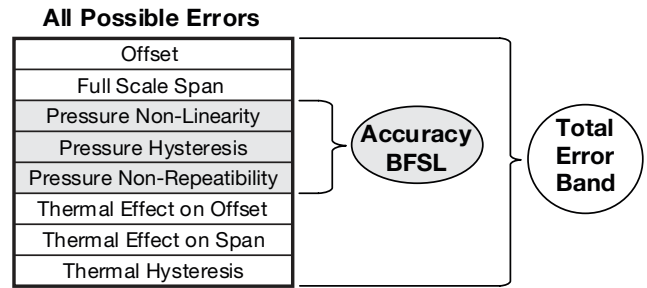 All Possible Errors
Offset
Full Scale Span
Pressure Non-Linearity
Pressure Hysteresis
Pressure Non-Repeatibility
Thermal Effect on Offset
Thermal Effect on Span
Thermal Hysteresis
Accuracy
BFSL
Total
Error
Band